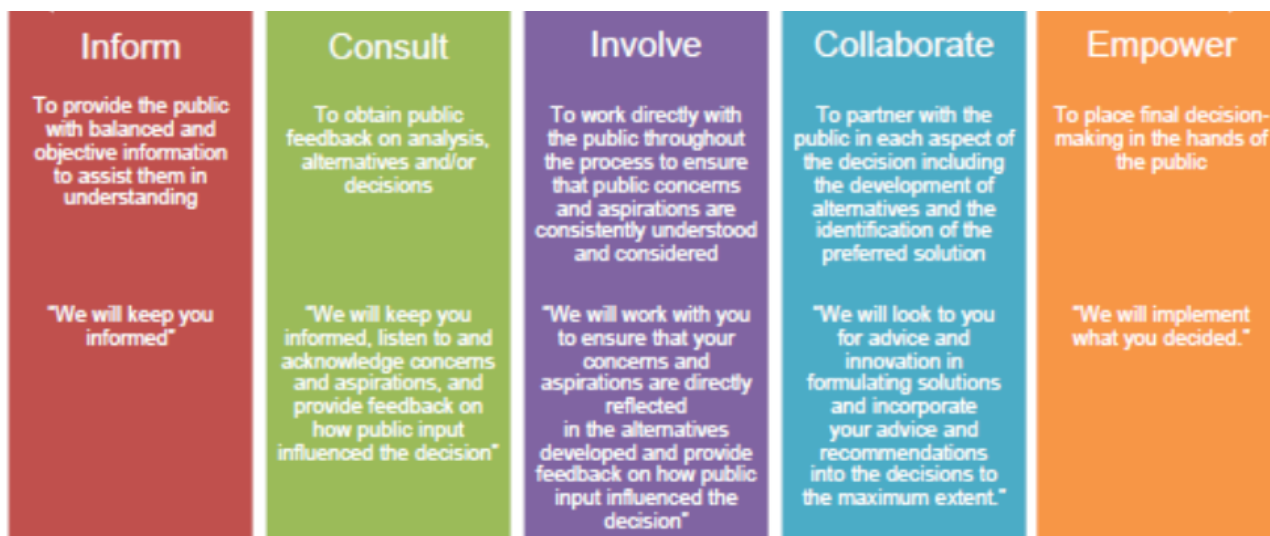 Inform
To provide the public
with balanced and
objective information
to assist them in
understanding
"We will keep you
informed"
Consult
To obtain public
feedback on analysis,
alternatives and/or
decisions
"We will keep you
informed, listen to and
acknowledge concerns
and aspirations, and
provide feedback on
how public input
influenced the decision"
Involve
To work directly with
the public throughout
the process to ensure
that public concerns
and aspirations are
consistently understood
and considered
"We will work with you
to ensure that your
concerns and
aspirations are directly
reflected
in the alternatives
developed and provide
feedback on how public
input influenced the
decision"
Collaborate
To partner with the
public in each aspect of
the decision including
the development of
alternatives and the
identification of the
preferred solution
"We will look to you
for advice and
innovation in
formulating solutions
and incorporate
your advice and
recommendations
into the decisions to
the maximum extent."
Empower
To place final decision-
making in the hands of
the public
"We will implement
what you decided."